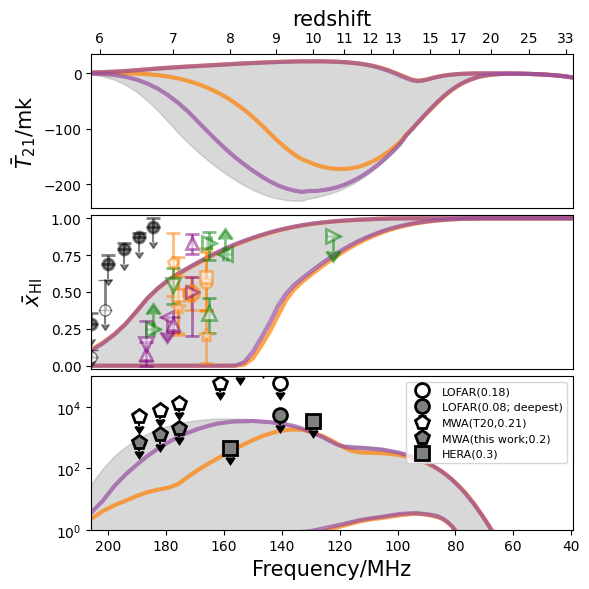 redshift
6 7 8 9 10 11 12 13 15 17 20 25 33
T̄21/mk
0
−100
−200
x̄HI
1.00
0.75
0.50
0.25
0.00
LOFAR(0.18)
LOFAR(0.08; deepest)
MWA(T20,0.21)
MWA(this work;0.2)
HERA(0.3)
10^4
10^2
10^0
200 180 160 140 120 100 80 60 40
Frequency/MHz